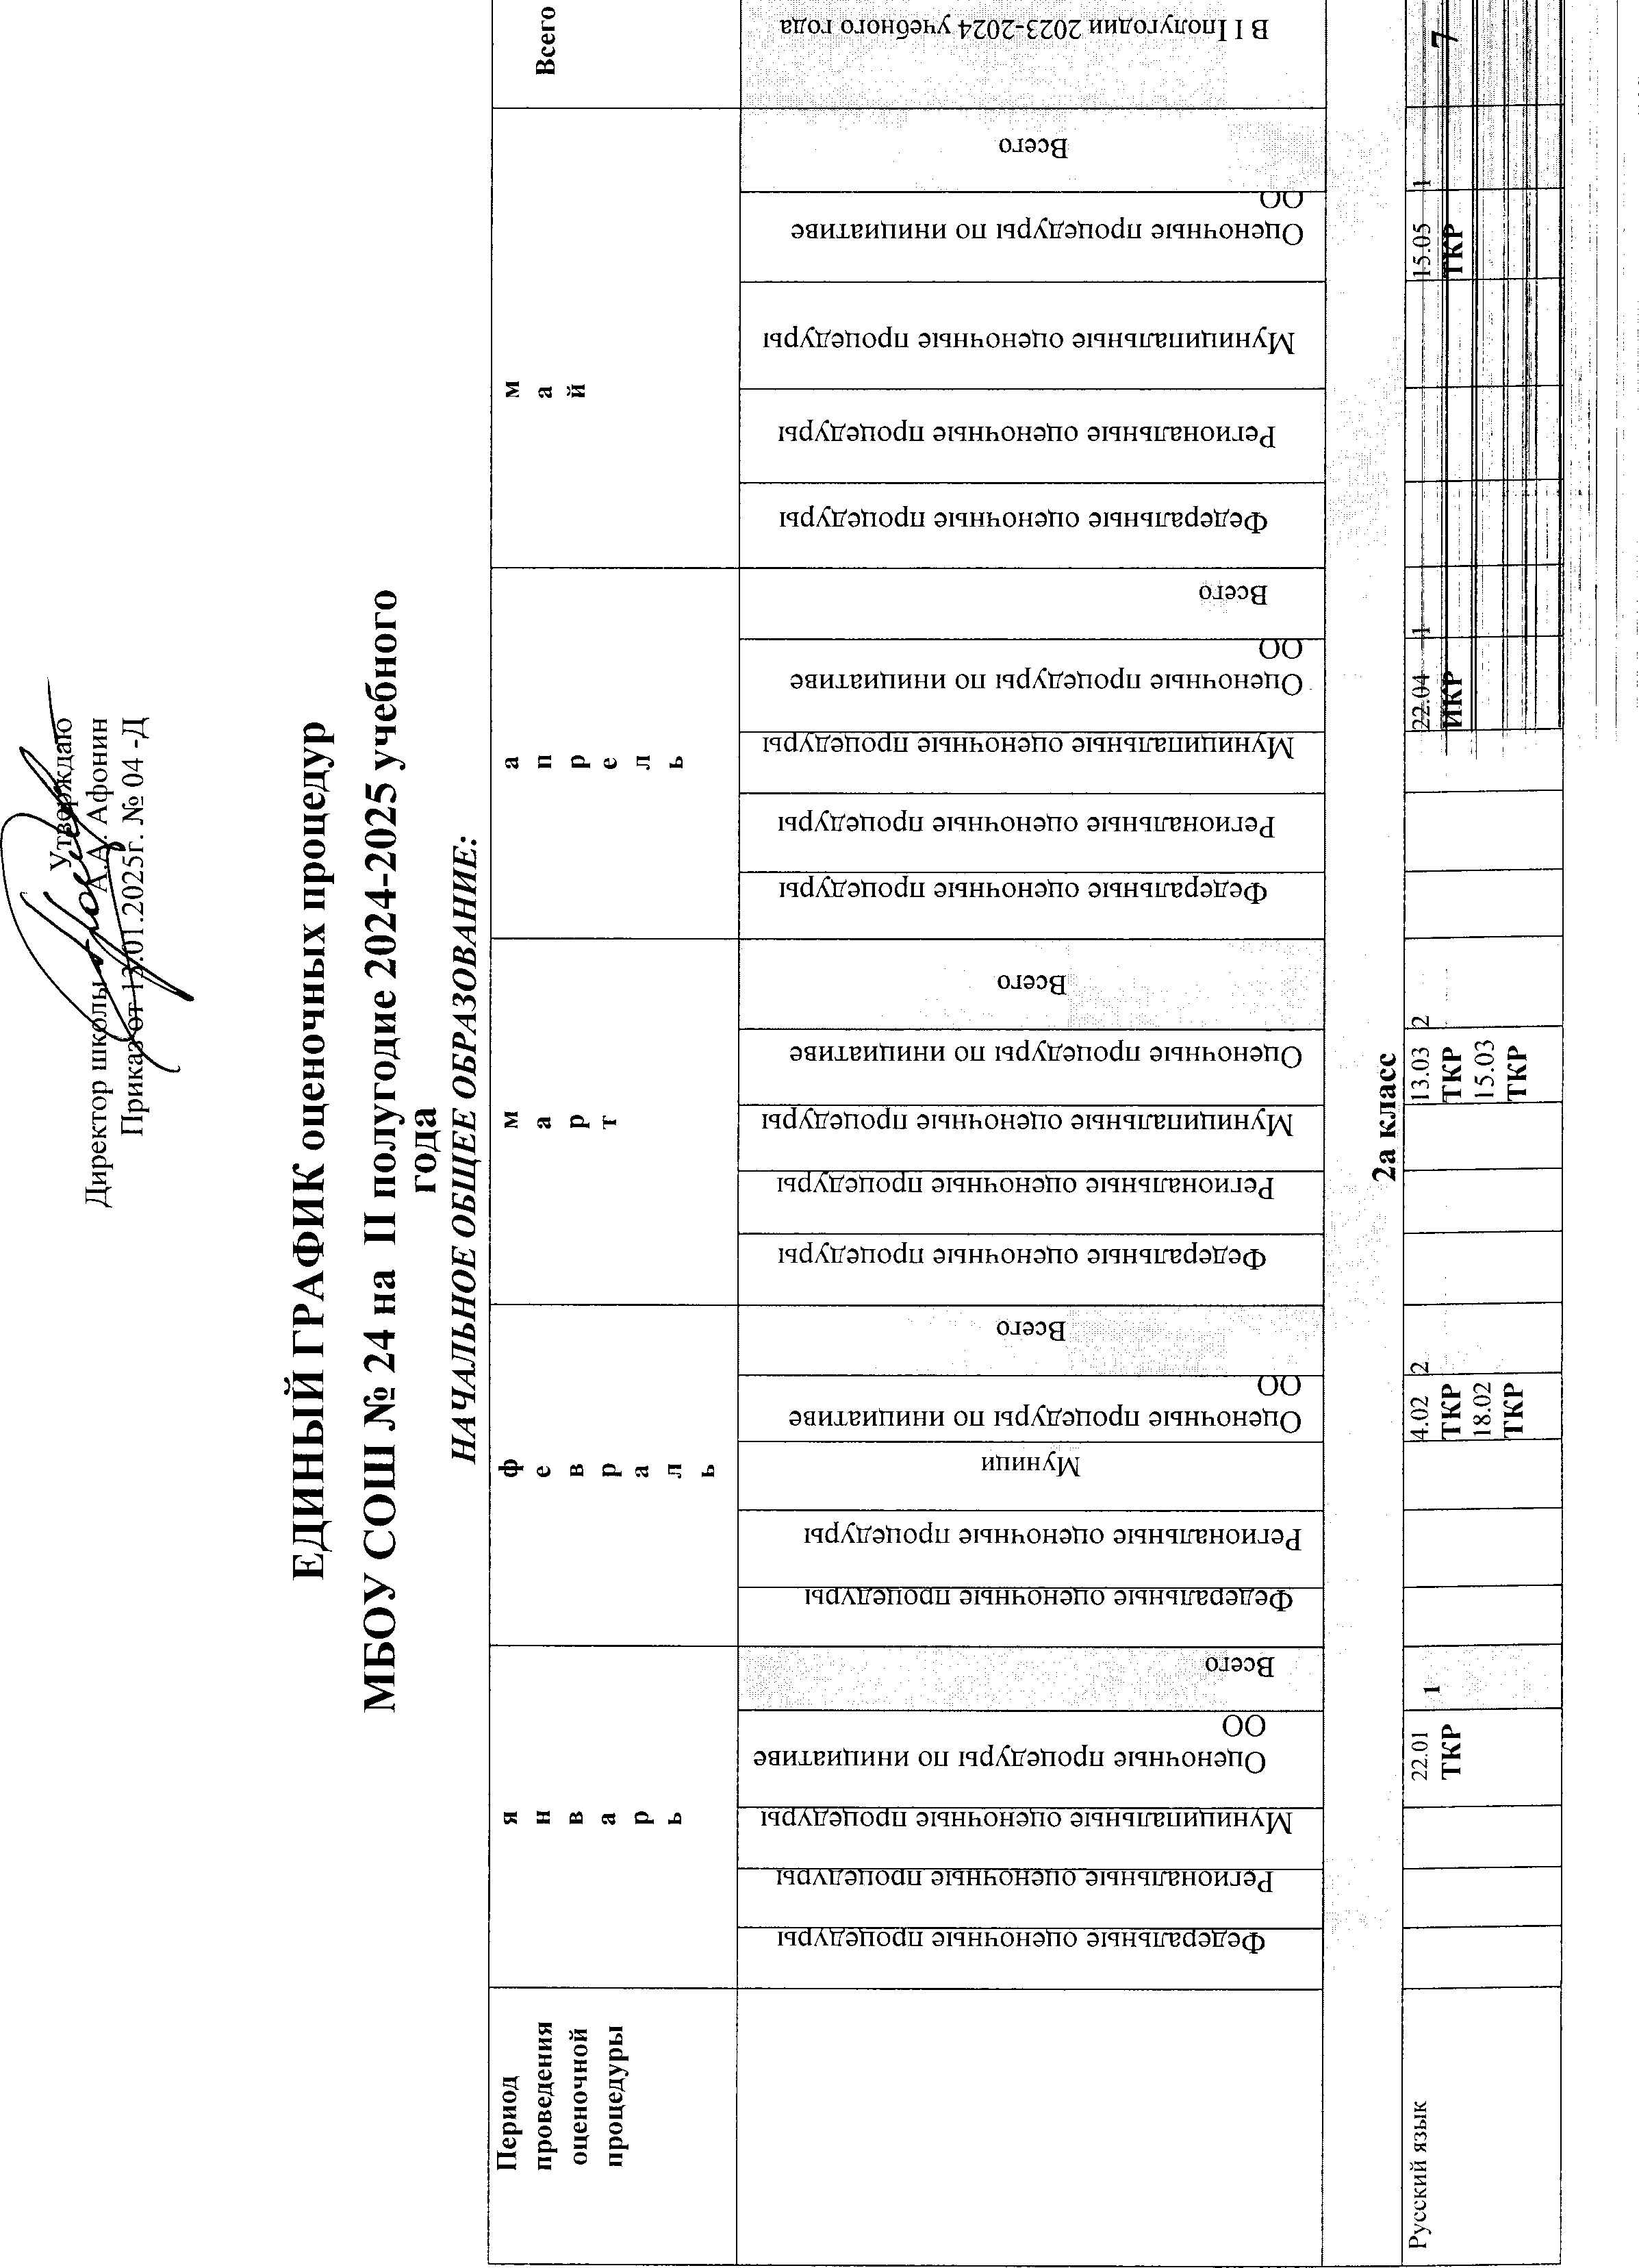 Утверждаю
Директор школы А.А. Афонин
Приказ от 13.01.2025г. № 04 -Д
ЕДИНЫЙ ГРАФИК оценочных процедур
МБОУ СОШ № 24 на II полугодие 2024-2025 учебного
года
НАЧАЛЬНОЕ ОБЩЕЕ ОБРАЗОВАНИЕ:
Период
проведения
оценочной
процедуры
январь
февраль
март
апрель
май
Всего
Федеральные оценочные процедуры
Региональные оценочные процедуры
Муниципальные оценочные процедуры
Оценочные процедуры по инициативе
ОО
Всего
Федеральные оценочные процедуры
Региональные оценочные процедуры
Муници
Оценочные процедуры по инициативе
ОО
Всего
Федеральные оценочные процедуры
Региональные оценочные процедуры
Муниципальные оценочные процедуры
Оценочные процедуры по инициативе
Всего
Федеральные оценочные процедуры
Региональные оценочные процедуры
Муниципальные оценочные процедуры
Оценочные процедуры по инициативе
ОО
Всего
Федеральные оценочные процедуры
Региональные оценочные процедуры
Муниципальные оценочные процедуры
Оценочные процедуры по инициативе
ОО
Всего
В I Iполугодии 2023-2024 учебного года
2а класс
Русский язык
22.01
ТКР
1
4.02
ТКР
18.02
ТКР
2
13.03
ТКР
15.03
ТКР
2
22.04
ИКР
1
15.05
ТКР
1
7